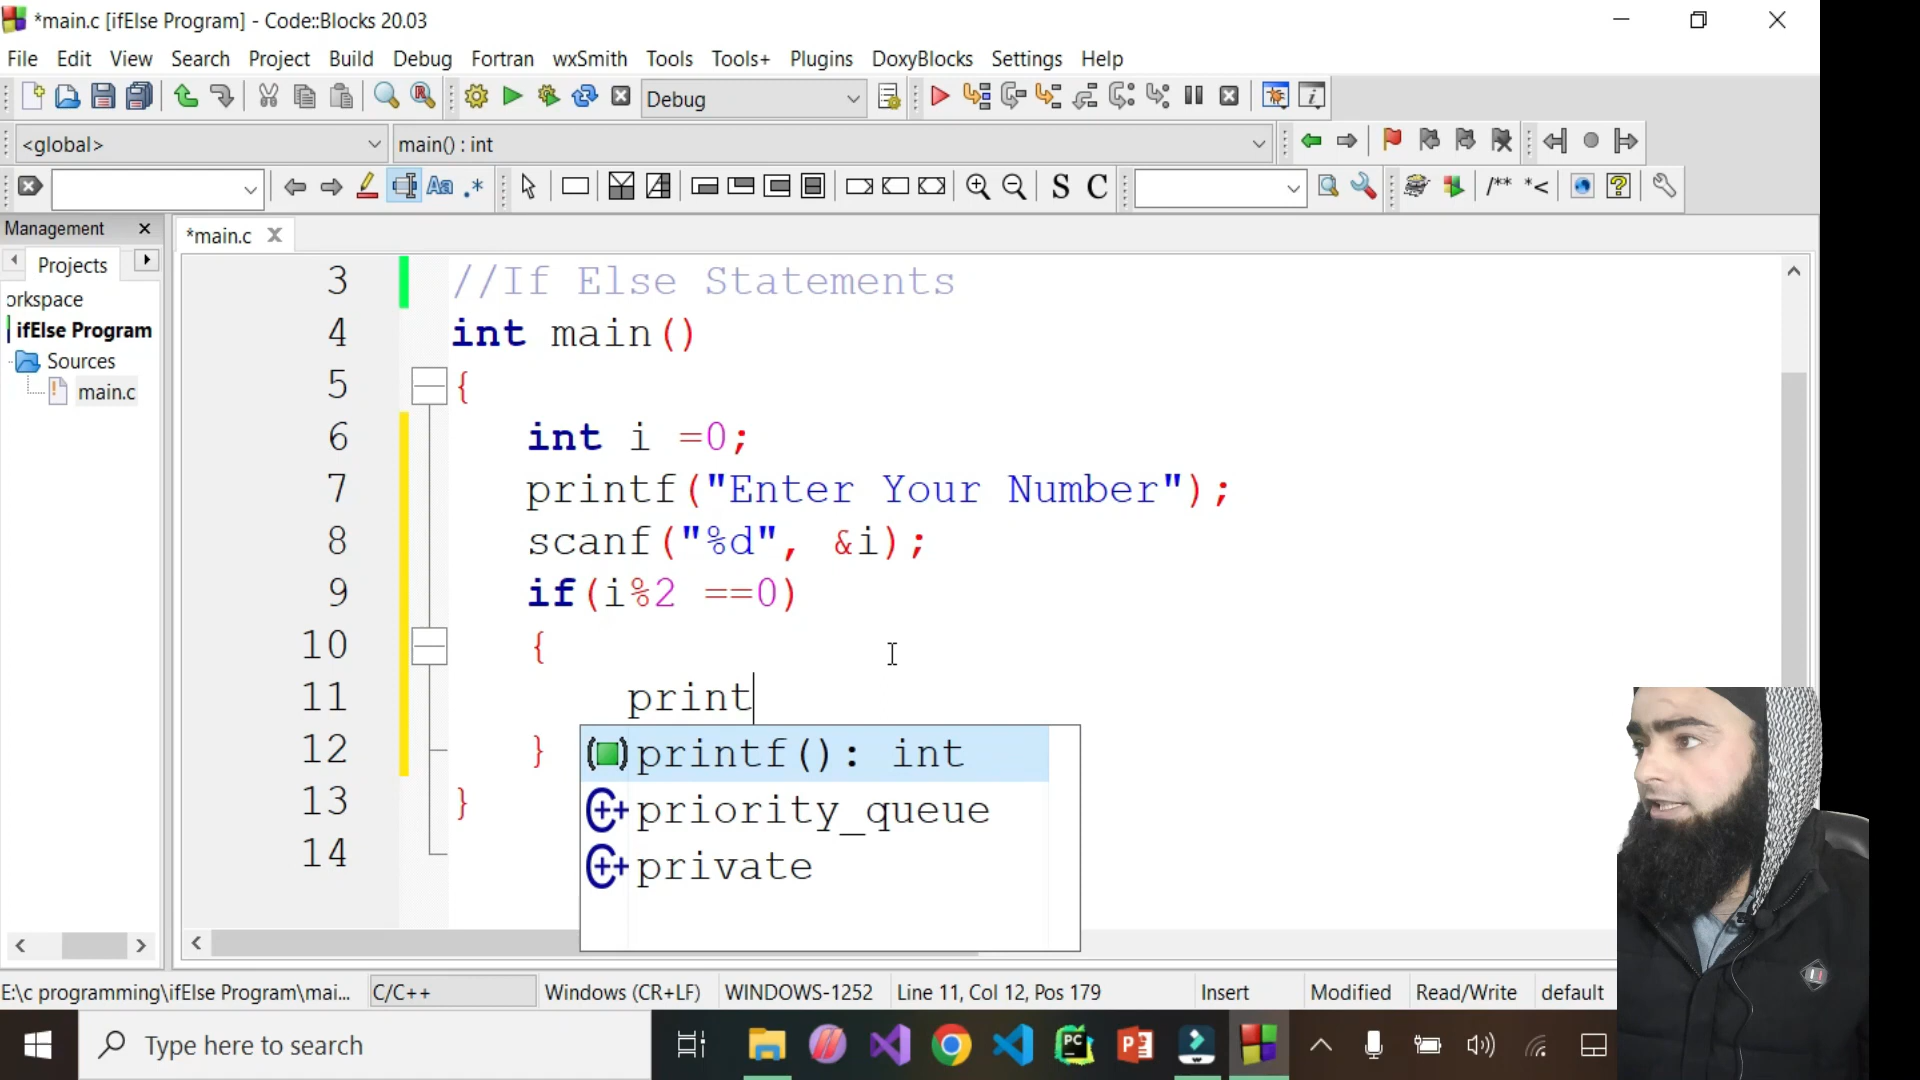 *main.c [ifElse Program] - Code::Blocks 20.03
File Edit View Search Project Build Debug Fortran wxSmith Tools Tools+ Plugins DoxyBlocks Settings Help
Debug
<global> main() : int
Aa .* S C /** *<
Management
*main.c
Projects
orkspace
ifElse Program
Sources
main.c
3 //If Else Statements
4 int main()
5 {
6 int i =0;
7 printf("Enter Your Number");
8 scanf("%d", &i);
9 if(i%2 ==0)
10 {
11 print
12 }
13 }
14
printf(): int
priority_queue
private
E:\c programming\ifElse Program\mai... C/C++ Windows (CR+LF) WINDOWS-1252 Line 11, Col 12, Pos 179 Insert Modified Read/Write default
Type here to search